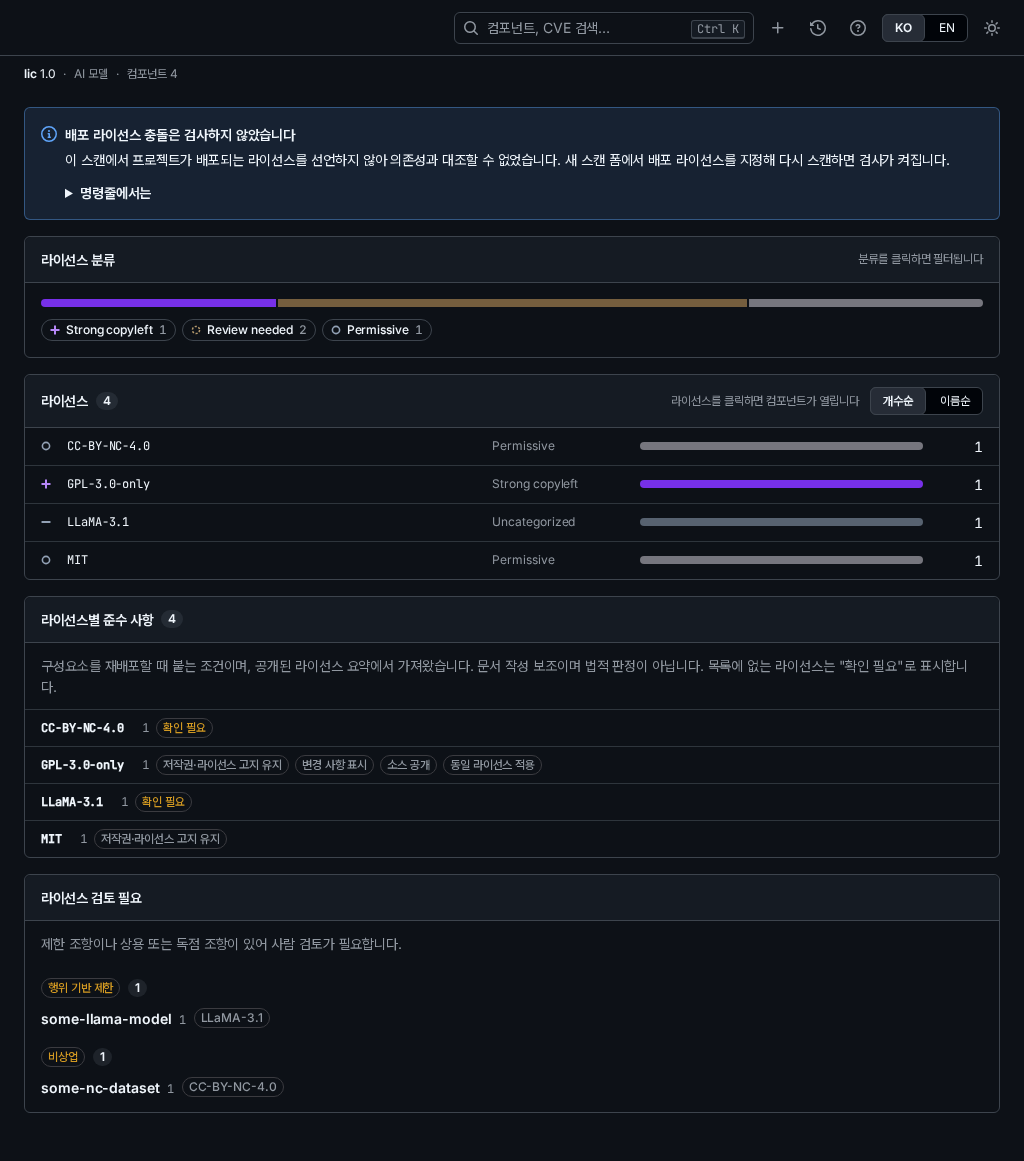 컴포넌트, CVE 검색... Ctrl K KO EN
lic 1.0 · AI 모델 · 컴포넌트 4
배포 라이선스 충돌은 검사하지 않았습니다
이 스캔에서 프로젝트가 배포되는 라이선스를 선언하지 않아 의존성과 대조할 수 없었습니다. 새 스캔 폼에서 배포 라이선스를 지정해 다시 스캔하면 검사가 켜집니다.
명령줄에서는
라이선스 분류 분류를 클릭하면 필터됩니다
Strong copyleft 1 Review needed 2 Permissive 1
라이선스 4 라이선스를 클릭하면 컴포넌트가 열립니다 개수순 이름순
CC-BY-NC-4.0 Permissive 1
GPL-3.0-only Strong copyleft 1
LLaMA-3.1 Uncategorized 1
MIT Permissive 1
라이선스별 준수 사항 4
구성요소를 재배포할 때 붙는 조건이며, 공개된 라이선스 요약에서 가져왔습니다. 문서 작성 보조이며 법적 판정이 아닙니다. 목록에 없는 라이선스는 "확인 필요"로 표시합니
다.
CC-BY-NC-4.0 1 확인 필요
GPL-3.0-only 1 저작권·라이선스 고지 유지 변경 사항 표시 소스 공개 동일 라이선스 적용
LLaMA-3.1 1 확인 필요
MIT 1 저작권·라이선스 고지 유지
라이선스 검토 필요
제한 조항이나 상용 또는 독점 조항이 있어 사람 검토가 필요합니다.
행위 기반 제한 1
some-llama-model 1 LLaMA-3.1
비상업 1
some-nc-dataset 1 CC-BY-NC-4.0